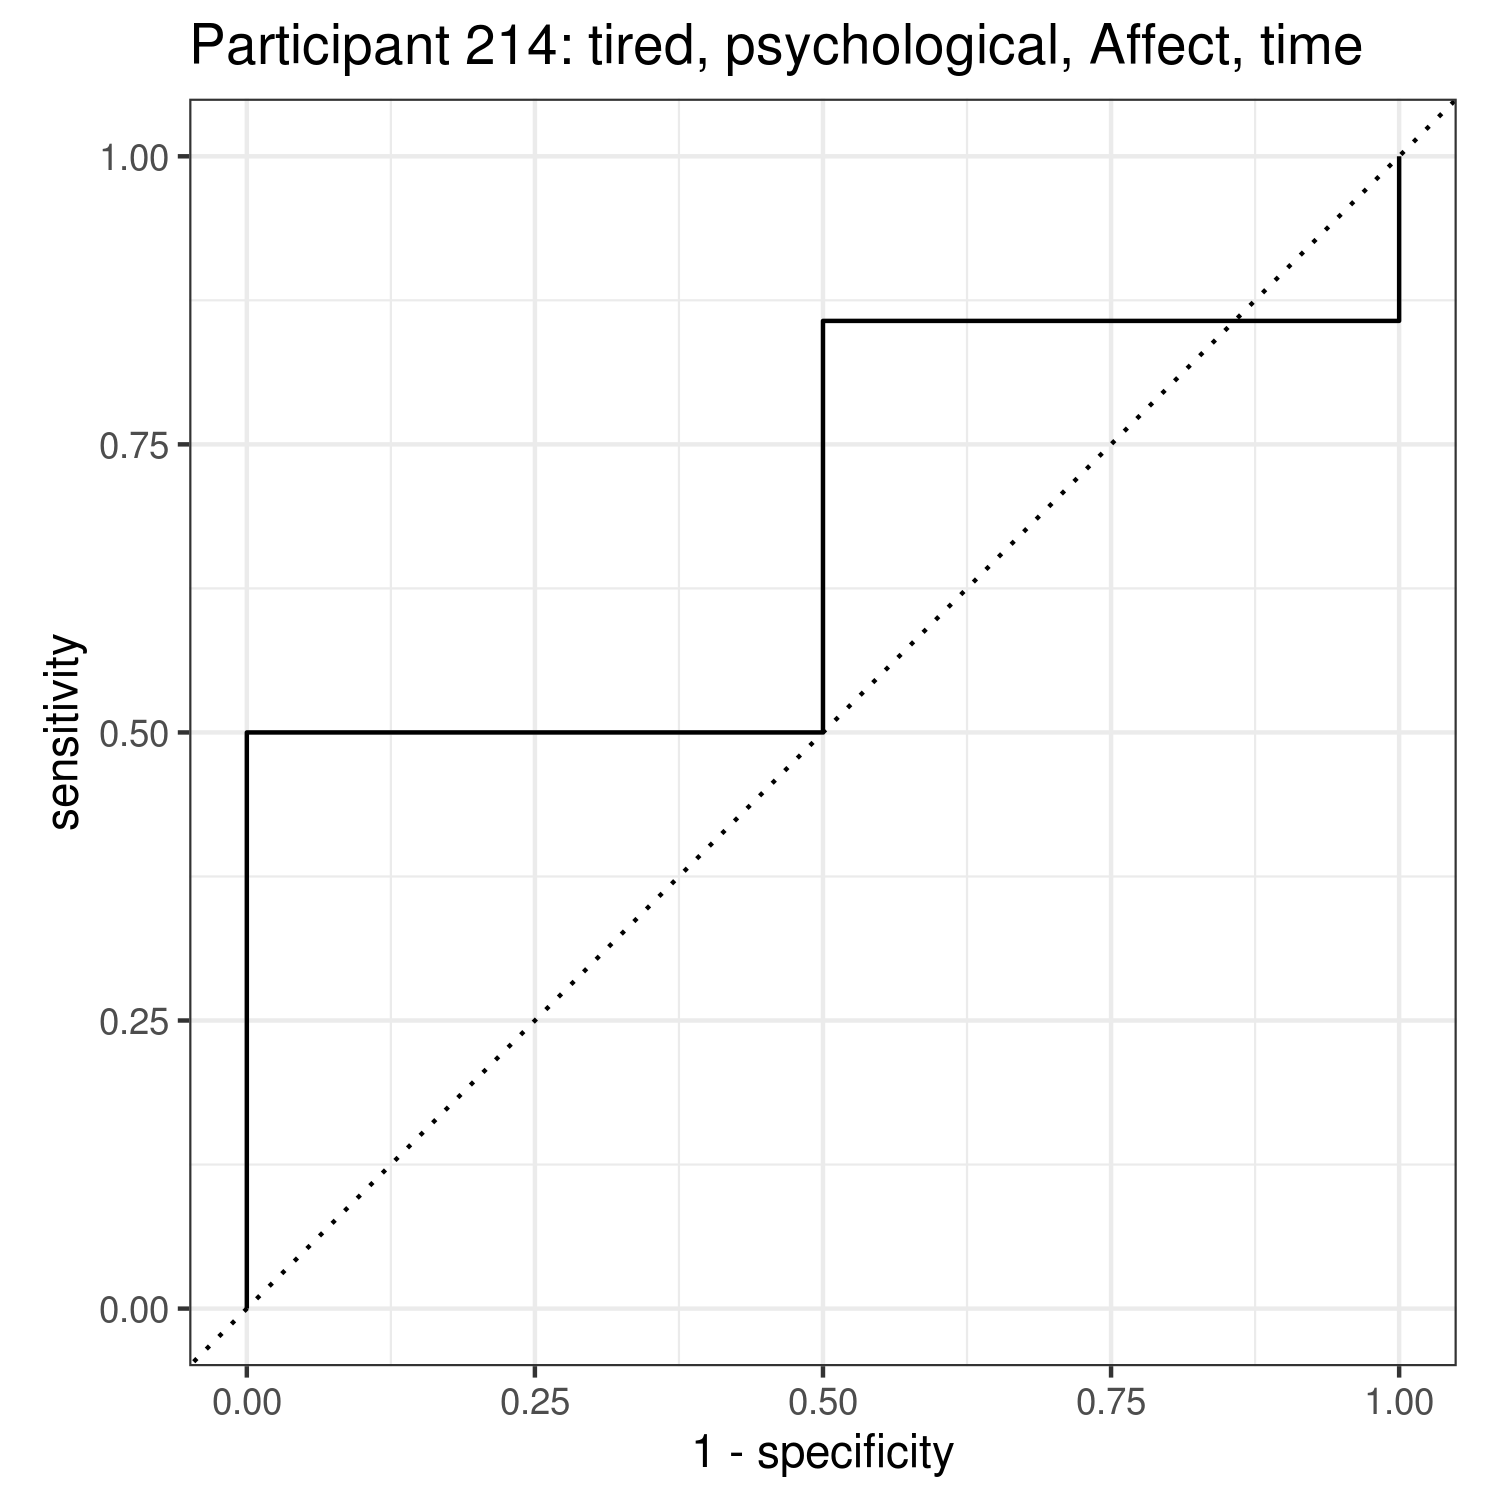 Participant 214: tired, psychological, Affect, time
sensitivity
1.00
0.75
0.50
0.25
0.00
0.00 0.25 0.50 0.75 1.00
1 - specificity